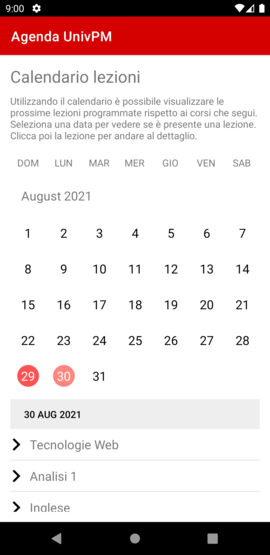 9:00
Agenda UnivPM
Calendario lezioni
Utilizzando il calendario è possibile visualizzare le
prossime lezioni programmate rispetto ai corsi che segui.
Seleziona una data per vedere se è presente una lezione.
Clicca poi la lezione per andare al dettaglio.
DOM LUN MAR MER GIO VEN SAB
August 2021
1 2 3 4 5 6 7
8 9 10 11 12 13 14
15 16 17 18 19 20 21
22 23 24 25 26 27 28
29 30 31
30 AUG 2021
Tecnologie Web
Analisi 1
Inglese